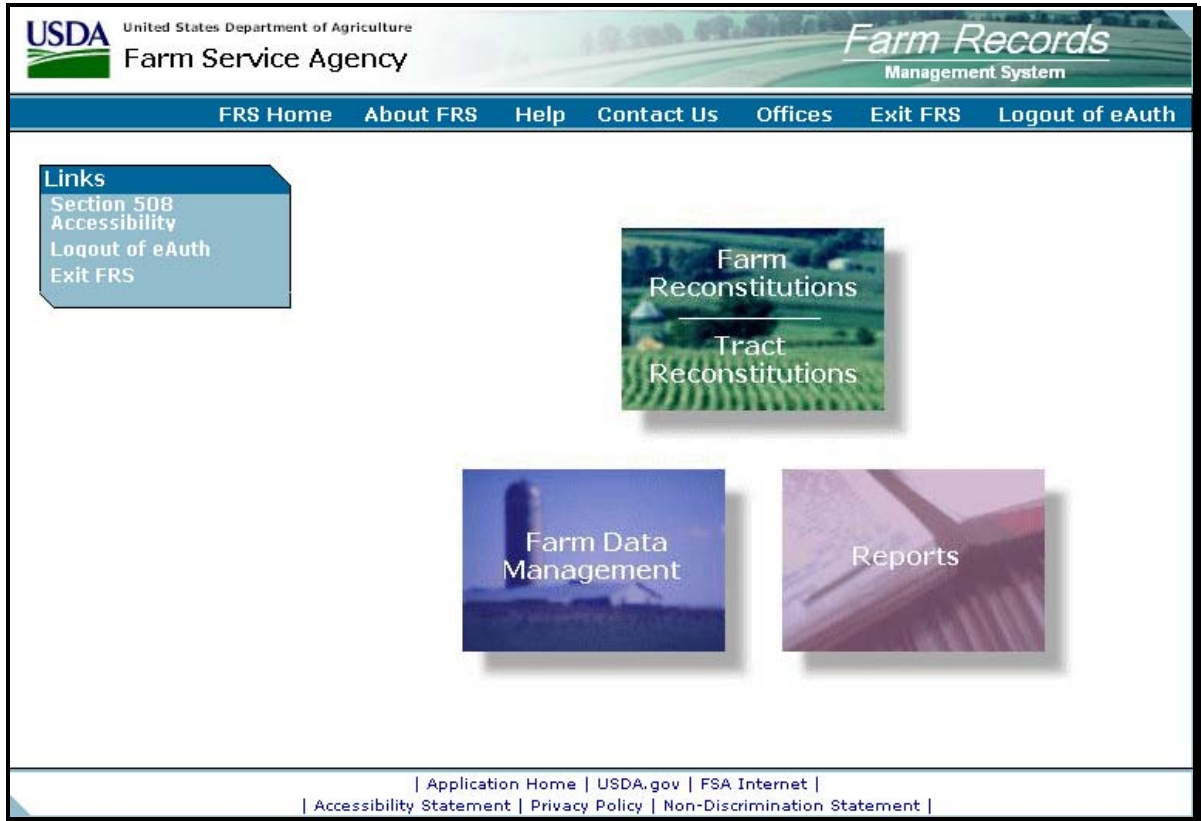 USDA
United States Department of Agriculture
Farm Service Agency
Farm Records
Management System
FRS Home About FRS Help Contact Us Offices Exit FRS Logout of eAuth
Links
Section 508
Accessibility
Logout of eAuth
Exit FRS
Farm
Reconstitutions
Tract
Reconstitutions
Farm Data
Management
Reports
| Application Home | USDA.gov | FSA Internet |
| Accessibility Statement | Privacy Policy | Non-Discrimination Statement |